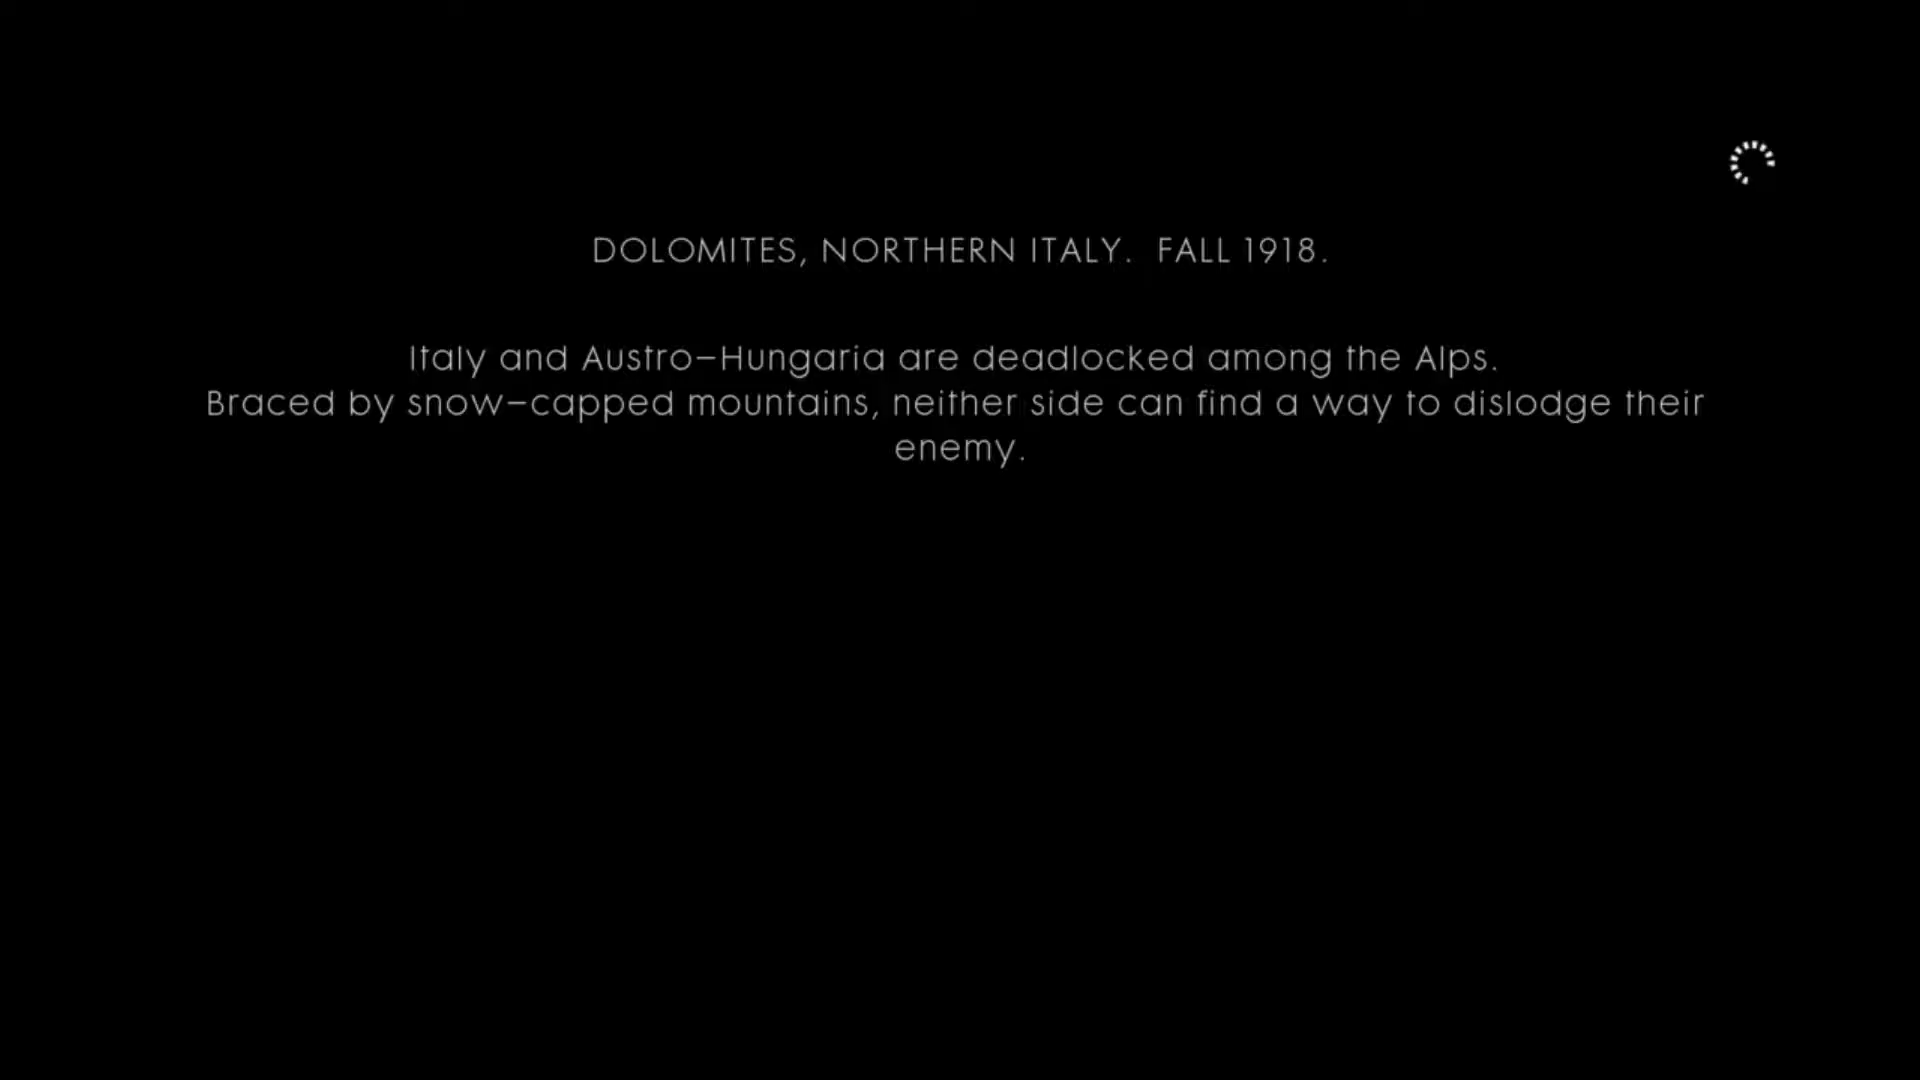 DOLOMITES, NORTHERN ITALY.  FALL 1918.
Italy and Austro-Hungaria are deadlocked among the Alps.
Braced by snow-capped mountains, neither side can find a way to dislodge their
enemy.